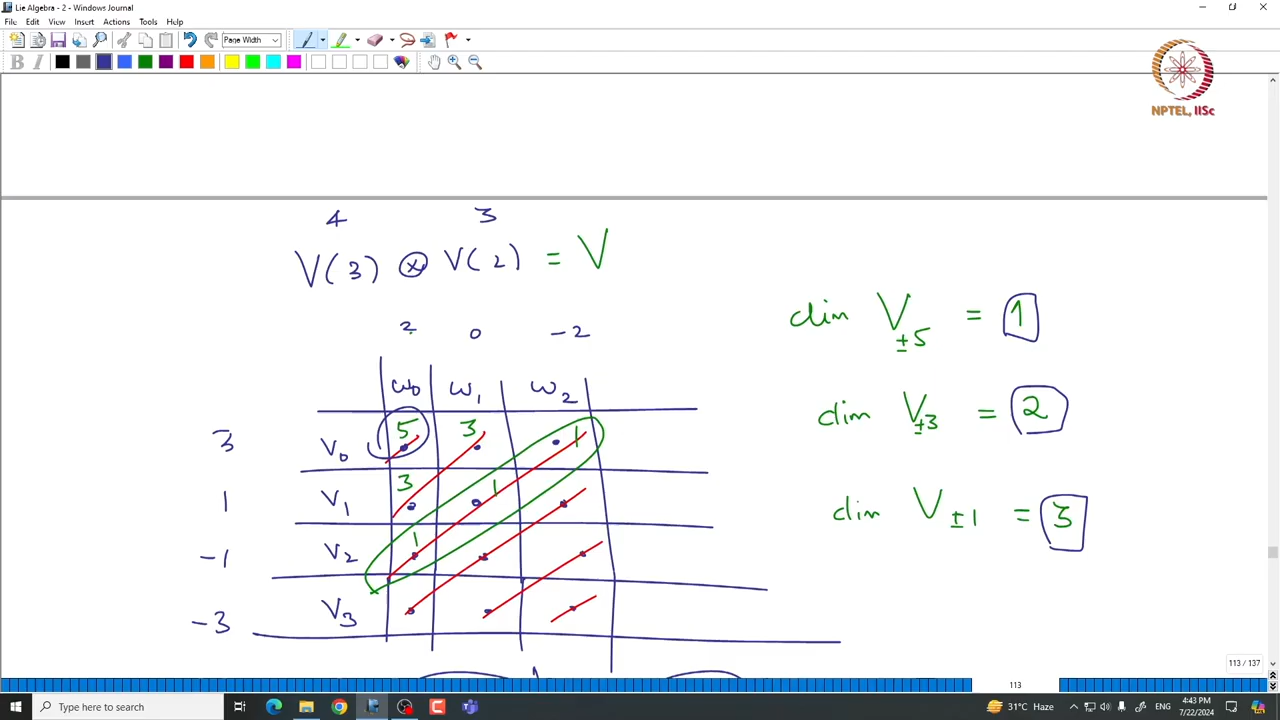 Lie Algebra - 2 - Windows Journal
File Edit View Insert Actions Tools Help
Page Width
B I
NPTEL, IISc
4 3
V(3) ⊗ V(2) = V
2 0 -2
w₀ w₁ w₂
3 v₀ 5 3 1
1 v₁ 3 1
-1 v₂ 1
-3 v₃
dim V±5 = 1
dim V±3 = 2
dim V±1 = 3
113 / 137
113
Type here to search
31°C Haze
ENG
4:43 PM
7/22/2024